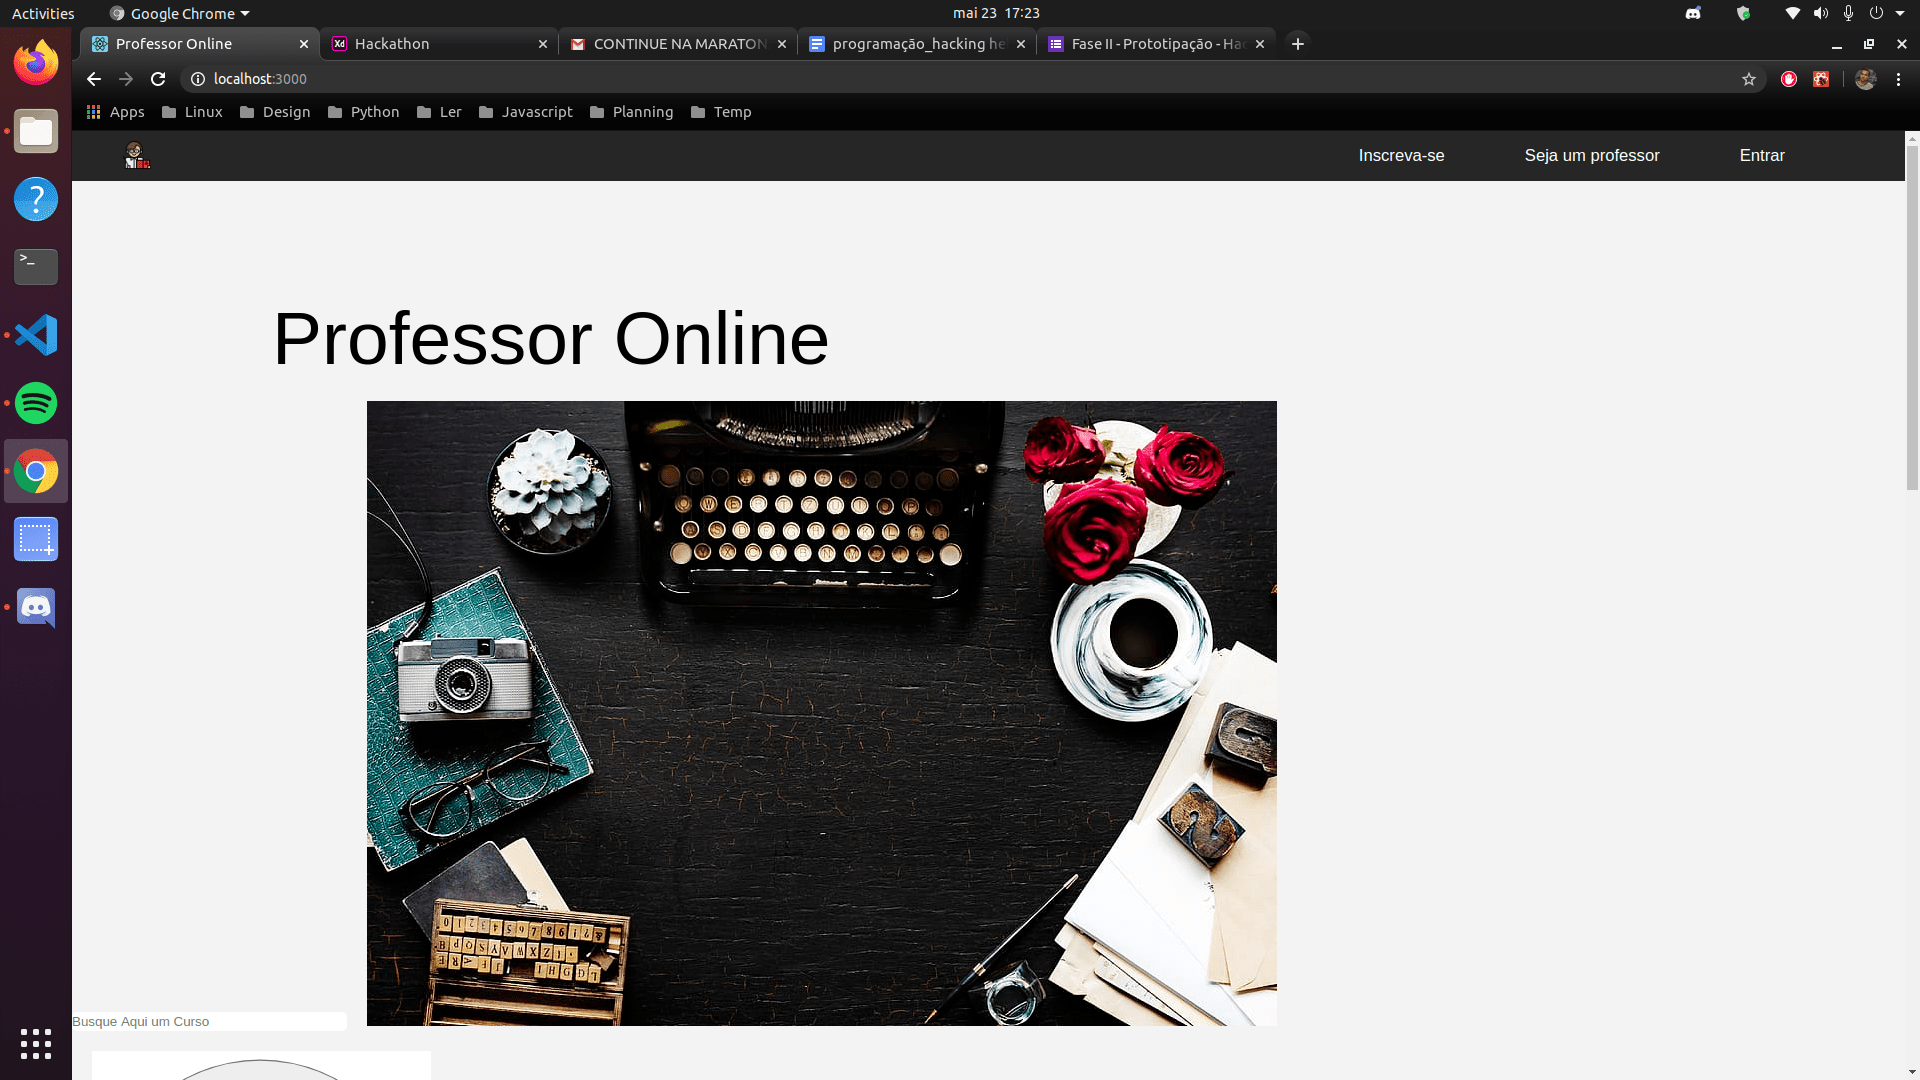 Activities
Google Chrome
mai 23 17:23
Professor Online
Hackathon
CONTINUE NA MARATON
programação_hacking he
Fase II - Prototipação - Hac
localhost:3000
Apps
Linux
Design
Python
Ler
Javascript
Planning
Temp
Inscreva-se
Seja um professor
Entrar
Professor Online
Busque Aqui um Curso